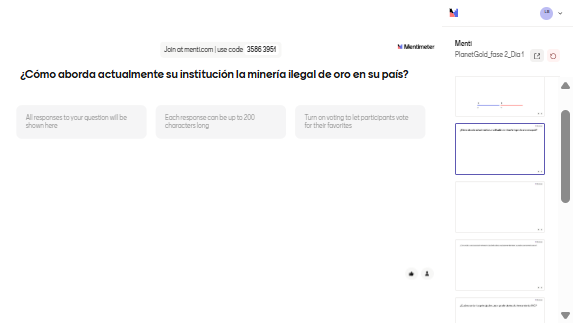 Join at menti.com | use code 3586 3951
Mentimeter
¿Cómo aborda actualmente su institución la minería ilegal de oro en su país?
All responses to your question will be
shown here
Each response can be up to 200
characters long
Turn on voting to let participants vote
for their favorites
Menti
PlanetGold_fase 2_Dia 1